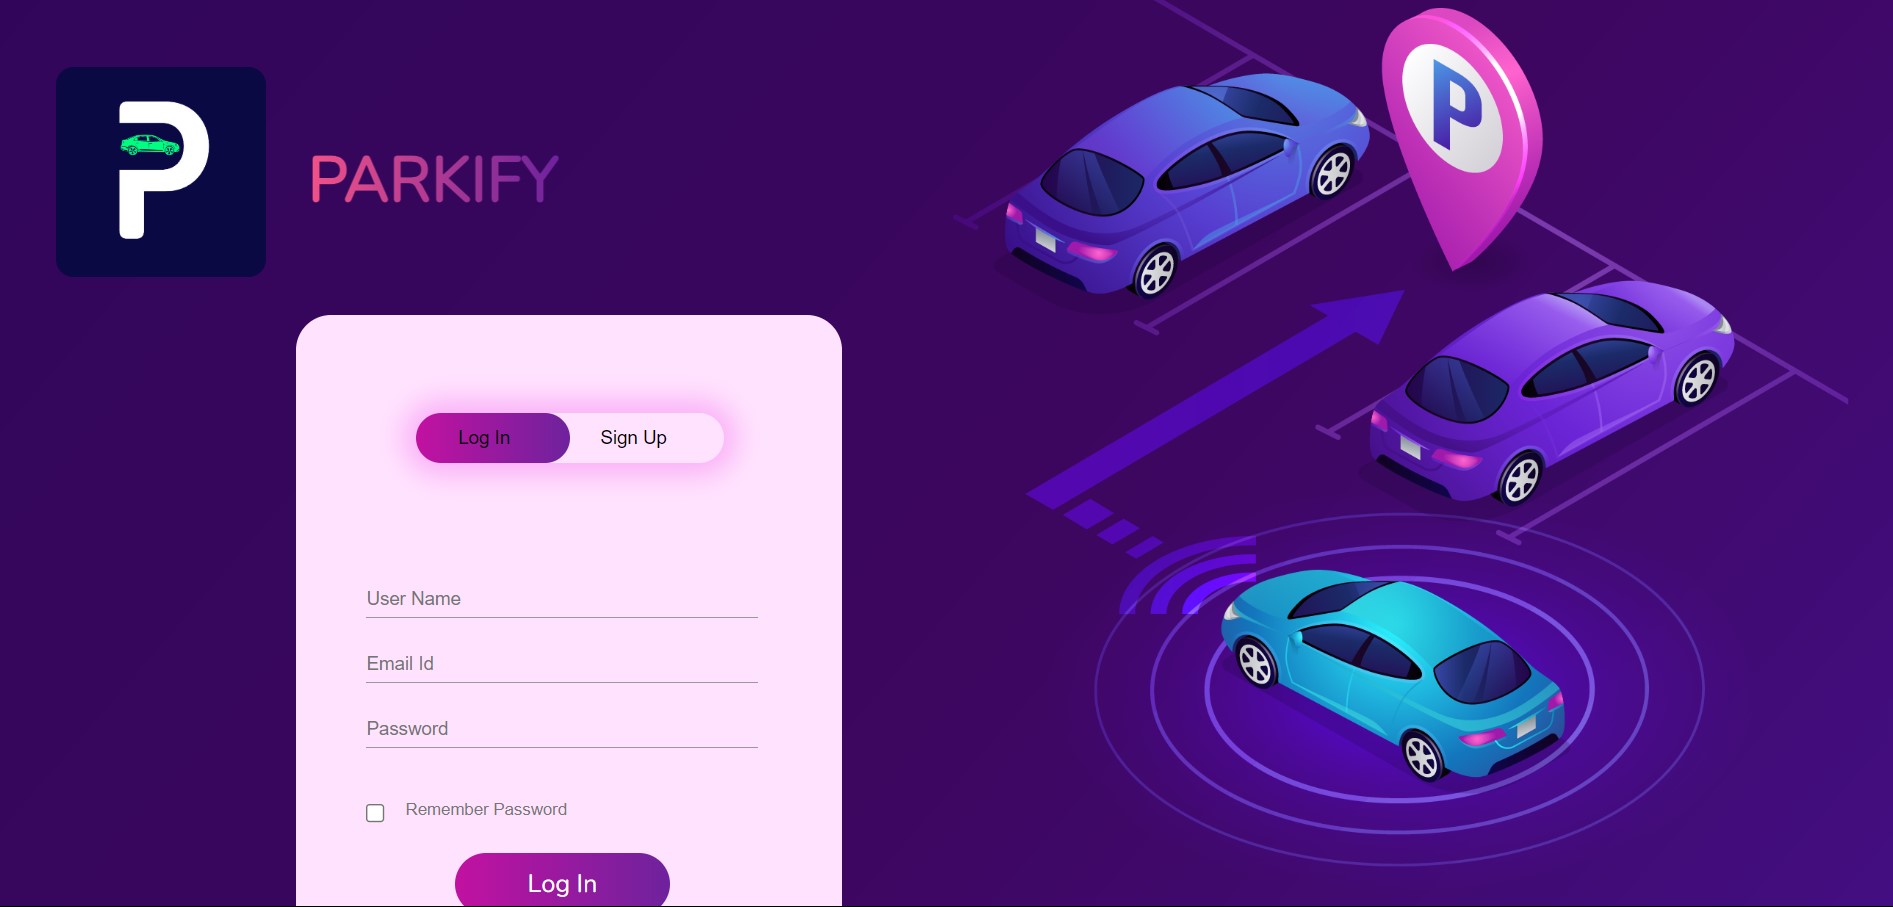 P
PARKIFY
P
Log In Sign Up
User Name
Email Id
Password
Remember Password
Log In